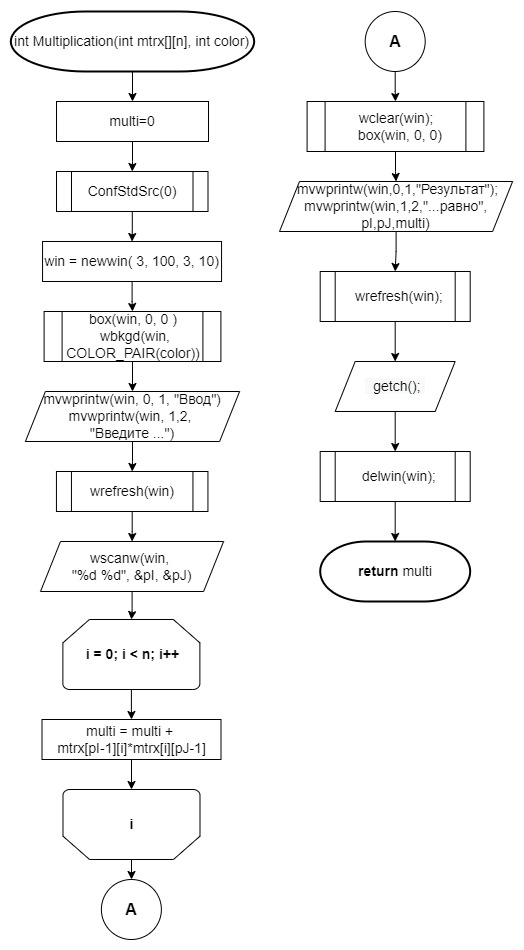 int Multiplication(int mtrx[][n], int color)
multi=0
ConfStdSrc(0)
win = newwin( 3, 100, 3, 10)
box(win, 0, 0 )
wbkgd(win,
COLOR_PAIR(color))
mvwprintw(win, 0, 1, "Ввод")
mvwprintw(win, 1,2,
"Введите ...")
wrefresh(win)
wscanw(win,
"%d %d", &pI, &pJ)
i = 0; i < n; i++
multi = multi +
mtrx[pI-1][i]*mtrx[i][pJ-1]
i
A
A
wclear(win);
box(win, 0, 0)
mvwprintw(win,0,1,"Результат");
mvwprintw(win,1,2,"...равно",
pI,pJ,multi)
wrefresh(win);
getch();
delwin(win);
return multi